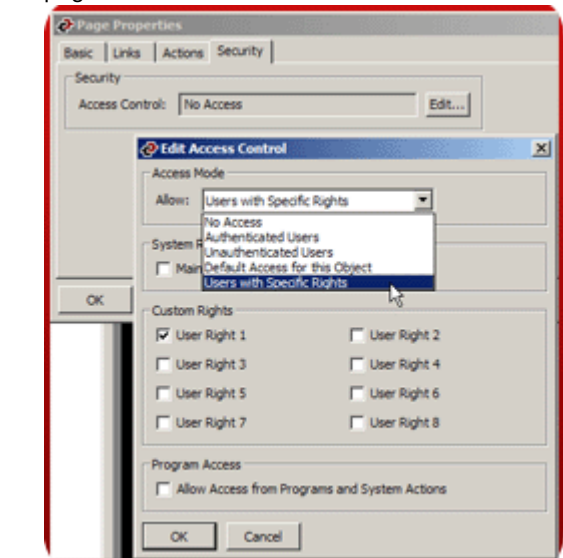 Page Properties
Basic Links Actions Security
Security
Access Control: No Access Edit...
Edit Access Control
Access Mode
Allow: Users with Specific Rights
No Access
Authenticated Users
Unauthenticated Users
Default Access for this Object
Users with Specific Rights
System R
Main
OK
Custom Rights
User Right 1 User Right 2
User Right 3 User Right 4
User Right 5 User Right 6
User Right 7 User Right 8
Program Access
Allow Access from Programs and System Actions
OK Cancel